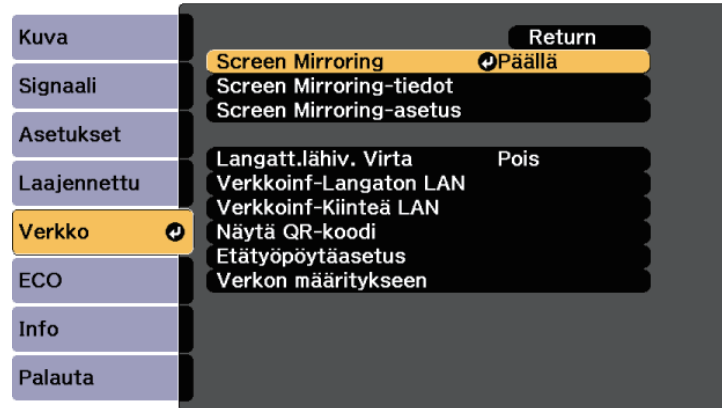 Kuva
Signaali
Asetukset
Laajennettu
Verkko
ECO
Info
Palauta
Return
Screen Mirroring Päällä
Screen Mirroring-tiedot
Screen Mirroring-asetus
Langatt.lähiv. Virta Pois
Verkkoinf-Langaton LAN
Verkkoinf-Kiinteä LAN
Näytä QR-koodi
Etätyöpöytäasetus
Verkon määritykseen